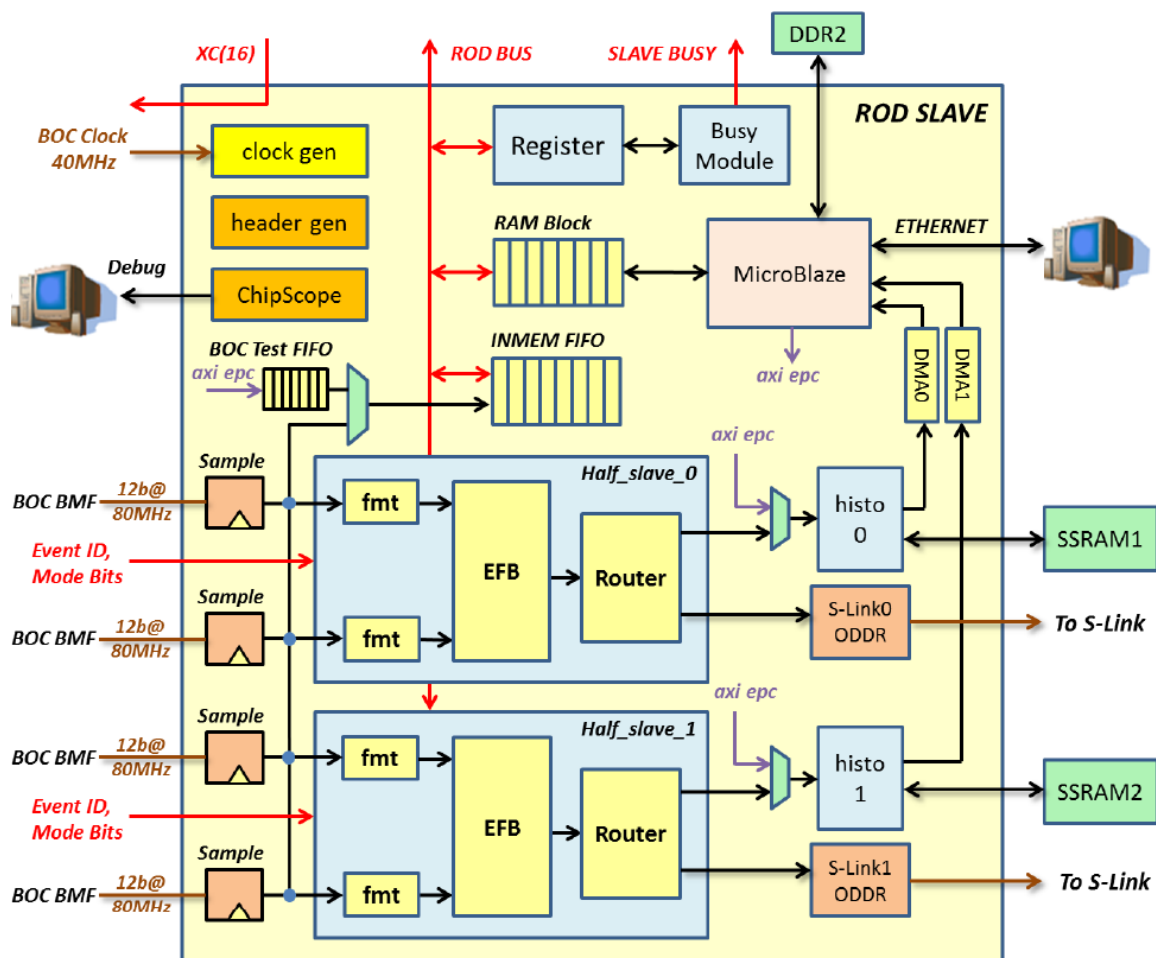 XC(16)
ROD BUS
SLAVE BUSY
DDR2
ROD SLAVE
BOC Clock
40MHz
clock gen
Register
Busy
Module
header gen
RAM Block
ETHERNET
Debug
ChipScope
MicroBlaze
BOC Test FIFO
axi epc
INMEM FIFO
axi epc
DMA0
DMA1
Sample
Half_slave_0
axi epc
BOC BMF
12b@
80MHz
fmt
histo
0
SSRAM1
Event ID,
Mode Bits
EFB
Router
Sample
BOC BMF
12b@
80MHz
fmt
S-Link0
ODDR
To S-Link
Sample
Half_slave_1
axi epc
BOC BMF
12b@
80MHz
fmt
histo
1
SSRAM2
Event ID,
Mode Bits
EFB
Router
Sample
BOC BMF
12b@
80MHz
fmt
S-Link1
ODDR
To S-Link